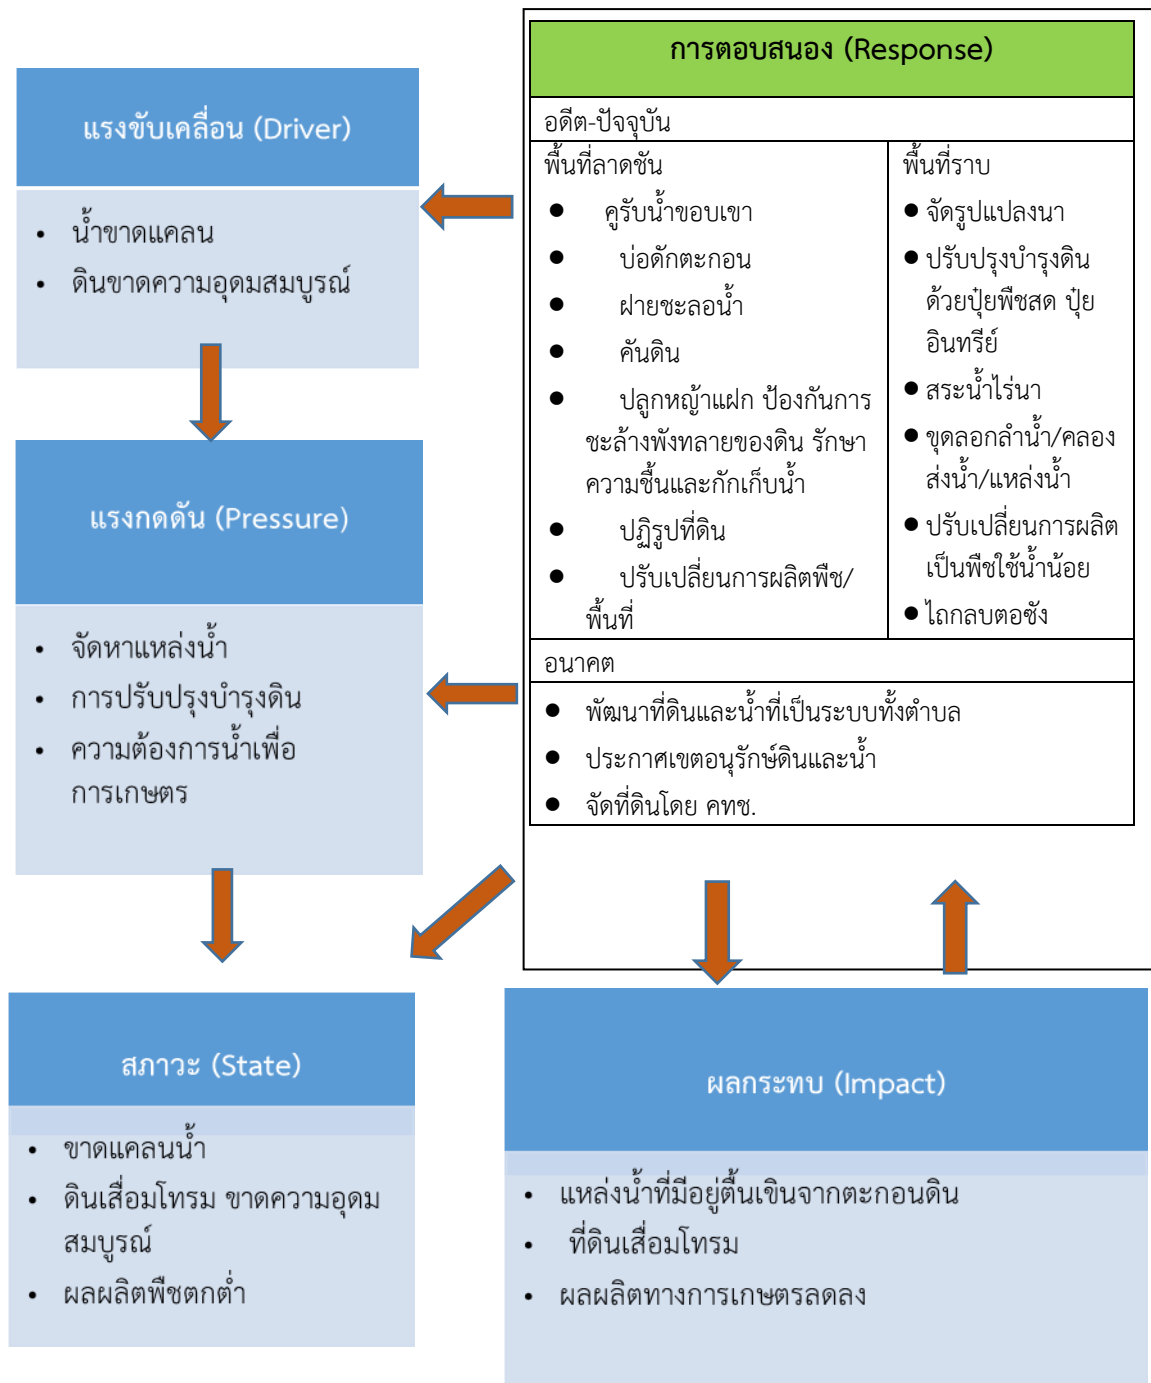 แรงขับเคลื่อน (Driver)
• น้ำขาดแคลน
• ดินขาดความอุดมสมบูรณ์
แรงกดดัน (Pressure)
• จัดหาแหล่งน้ำ
• การปรับปรุงบำรุงดิน
• ความต้องการน้ำเพื่อ
การเกษตร
สภาวะ (State)
• ขาดแคลนน้ำ
• ดินเสื่อมโทรม ขาดความอุดม
สมบูรณ์
• ผลผลิตพืชตกต่ำ
การตอบสนอง (Response)
อดีต-ปัจจุบัน
พื้นที่ลาดชัน
● คูรับน้ำขอบเขา
● บ่อดักตะกอน
● ฝายชะลอน้ำ
● คันดิน
● ปลูกหญ้าแฝก ป้องกันการ
ชะล้างพังทลายของดิน รักษา
ความชื้นและกักเก็บน้ำ
● ปฏิรูปที่ดิน
● ปรับเปลี่ยนการผลิตพืช/
พื้นที่
พื้นที่ราบ
● จัดรูปแปลงนา
● ปรับปรุงบำรุงดิน
ด้วยปุ๋ยพืชสด ปุ๋ย
อินทรีย์
● สระน้ำไร่นา
● ขุดลอกลำน้ำ/คลอง
ส่งน้ำ/แหล่งน้ำ
● ปรับเปลี่ยนการผลิต
เป็นพืชใช้น้ำน้อย
● ไถกลบตอซัง
อนาคต
● พัฒนาที่ดินและน้ำที่เป็นระบบทั้งตำบล
● ประกาศเขตอนุรักษ์ดินและน้ำ
● จัดที่ดินโดย คทช.
ผลกระทบ (Impact)
• แหล่งน้ำที่มีอยู่ตื้นเขินจากตะกอนดิน
• ที่ดินเสื่อมโทรม
• ผลผลิตทางการเกษตรลดลง